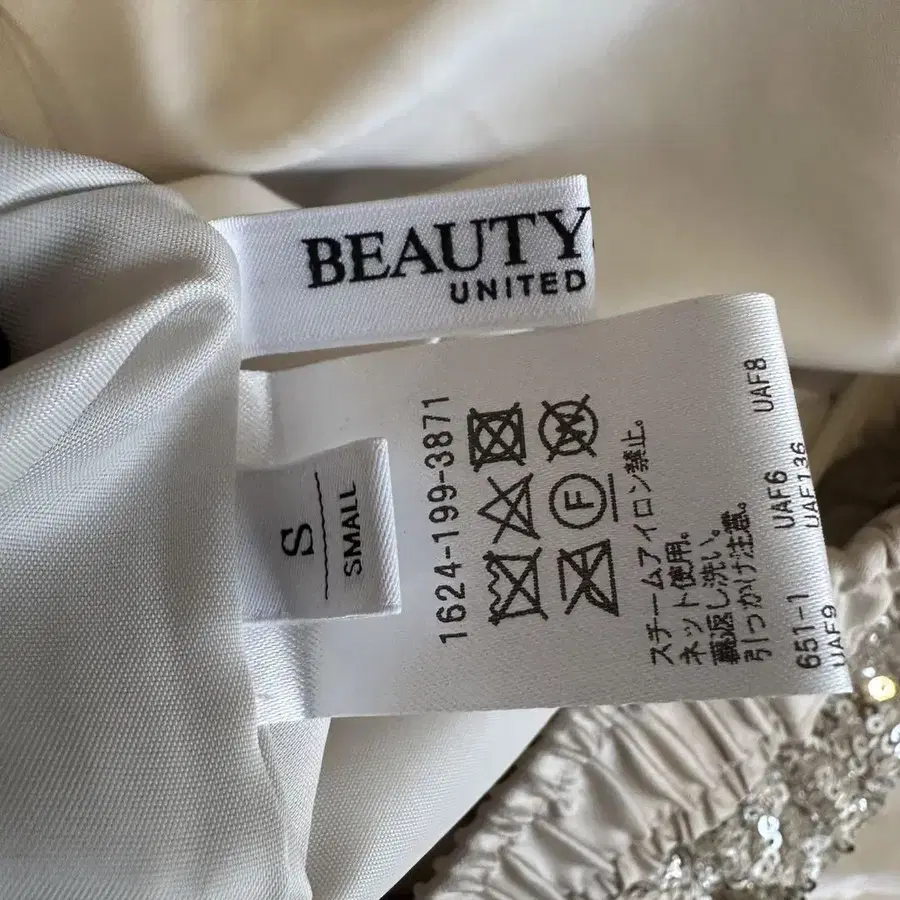 BEAUTY
UNITED
S
SMALL
1624-199-3871
W
F
スチームアイロン禁止。
ネット使用。
裏返し洗い。
引っかけ注意。
651-1 UAF6 UAF8
UAF9 UAF136